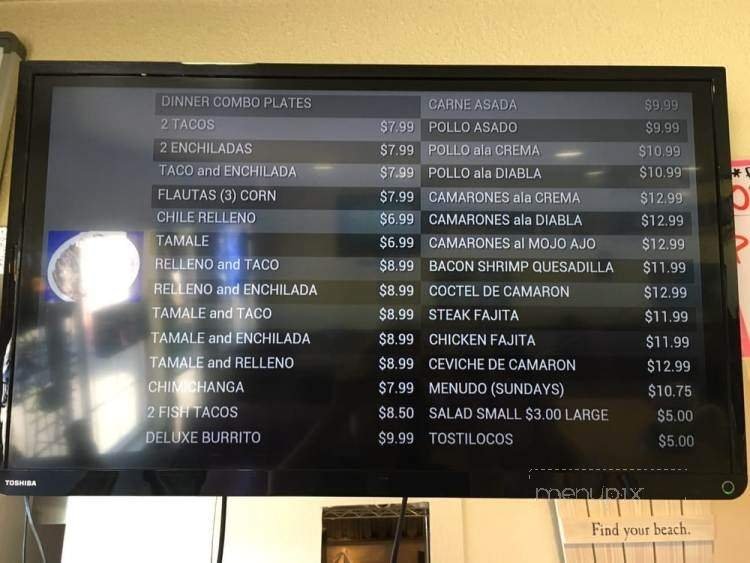 DINNER COMBO PLATES
2 TACOS $7.99
2 ENCHILADAS $7.99
TACO and ENCHILADA $7.99
FLAUTAS (3) CORN $7.99
CHILE RELLENO $6.99
TAMALE $6.99
RELLENO and TACO $8.99
RELLENO and ENCHILADA $8.99
TAMALE and TACO $8.99
TAMALE and ENCHILADA $8.99
TAMALE and RELLENO $8.99
CHIMICHANGA $7.99
2 FISH TACOS $8.50
DELUXE BURRITO $9.99
CARNE ASADA $9.99
POLLO ASADO $9.99
POLLO ala CREMA $10.99
POLLO ala DIABLA $10.99
CAMARONES ala CREMA $12.99
CAMARONES ala DIABLA $12.99
CAMARONES al MOJO AJO $12.99
BACON SHRIMP QUESADILLA $11.99
COCTEL DE CAMARON $12.99
STEAK FAJITA $11.99
CHICKEN FAJITA $11.99
CEVICHE DE CAMARON $12.99
MENUDO (SUNDAYS) $10.75
SALAD SMALL $3.00 LARGE $5.00
TOSTILOCOS $5.00
TOSHIBA
menupix
Find your beach.